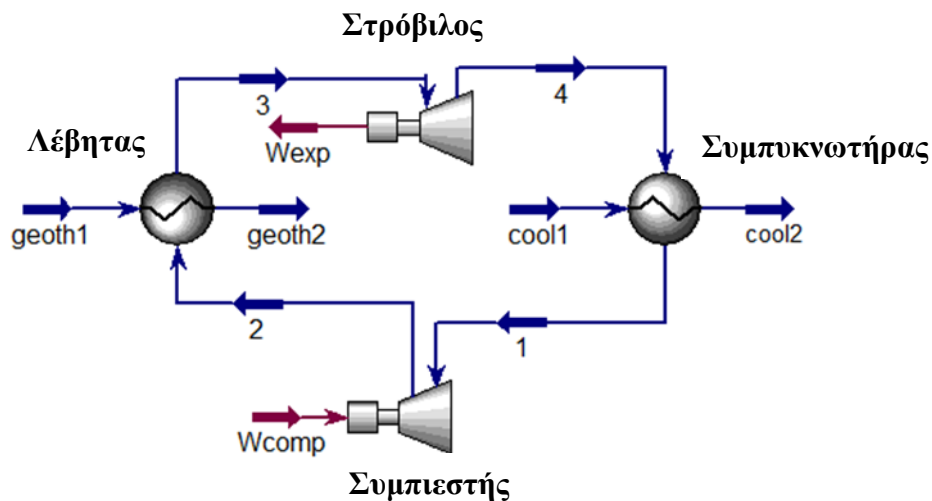 Στρόβιλος
3
4
Wexp
Λέβητας
Συμπυκνωτήρας
geoth1
geoth2
cool1
cool2
2
1
Wcomp
Συμπιεστής